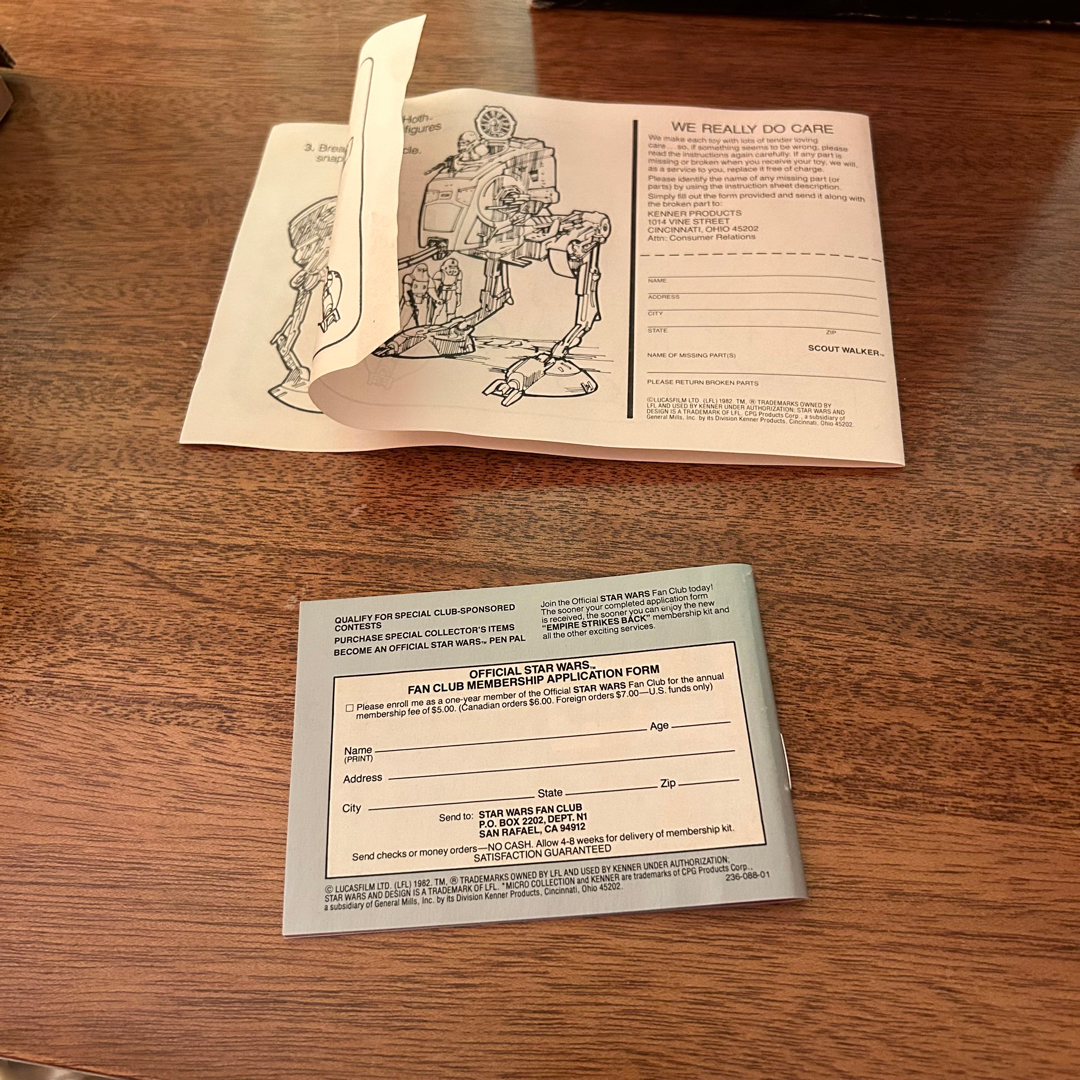 Hoth™
figures
3. Brea
snap
cle.
WE REALLY DO CARE
We make each toy with lots of tender loving
care ... so, if something seems to be wrong, please
read the instructions again carefully. If any part is
missing or broken when you receive your toy, we will,
as a service to you, replace it free of charge.
Please identify the name of any missing part (or
parts) by using the instruction sheet description.
Simply fill out the form provided and send it along with
the broken part to:
KENNER PRODUCTS
1014 VINE STREET
CINCINNATI, OHIO 45202
Attn: Consumer Relations
NAME
ADDRESS
CITY
STATE ZIP
SCOUT WALKER™
NAME OF MISSING PART(S)
PLEASE RETURN BROKEN PARTS
©LUCASFILM LTD. (LFL) 1982. TM, ® TRADEMARKS OWNED BY
LFL AND USED BY KENNER UNDER AUTHORIZATION; STAR WARS AND
DESIGN IS A TRADEMARK OF LFL. CPG Products Corp., a subsidiary of
General Mills, Inc. by its Division Kenner Products, Cincinnati, Ohio 45202.
QUALIFY FOR SPECIAL CLUB-SPONSORED
CONTESTS
PURCHASE SPECIAL COLLECTOR'S ITEMS
BECOME AN OFFICIAL STAR WARS™ PEN PAL
Join the Official STAR WARS Fan Club today!
The sooner your completed application form
is received, the sooner you can enjoy the new
"EMPIRE STRIKES BACK" membership kit and
all the other exciting services.
OFFICIAL STAR WARS™
FAN CLUB MEMBERSHIP APPLICATION FORM
☐ Please enroll me as a one-year member of the Official STAR WARS Fan Club for the annual
membership fee of $5.00. (Canadian orders $6.00. Foreign orders $7.00—U.S. funds only)
Name Age
(PRINT)
Address
City State Zip
Send to: STAR WARS FAN CLUB
P.O. BOX 2202, DEPT. N1
SAN RAFAEL, CA 94912
Send checks or money orders—NO CASH. Allow 4-8 weeks for delivery of membership kit.
SATISFACTION GUARANTEED
© LUCASFILM LTD. (LFL) 1982. TM, ® TRADEMARKS OWNED BY LFL AND USED BY KENNER UNDER AUTHORIZATION;
STAR WARS AND DESIGN IS A TRADEMARK OF LFL. *MICRO COLLECTION and KENNER are trademarks of CPG Products Corp.,
a subsidiary of General Mills, Inc. by its Division Kenner Products, Cincinnati, Ohio 45202.
236-088-01